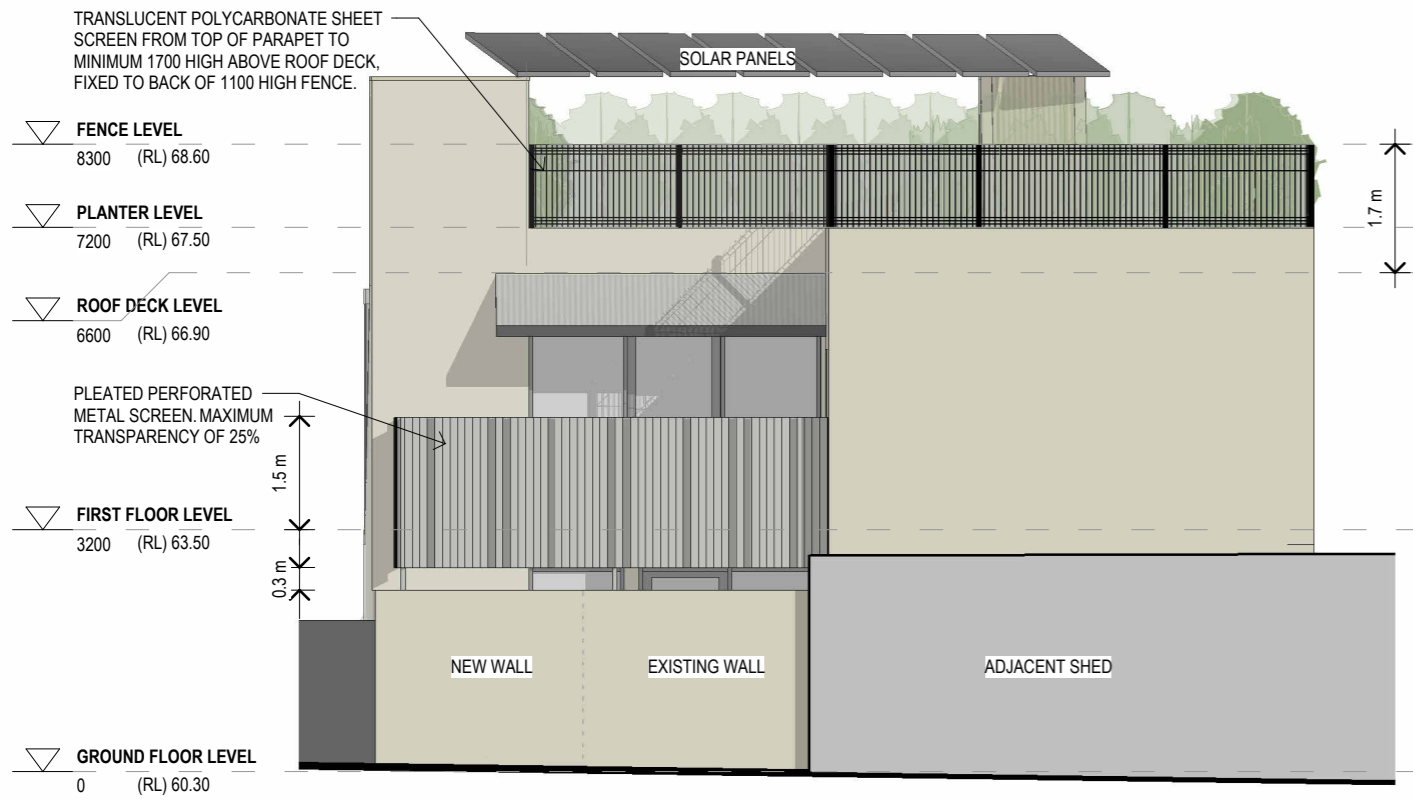 TRANSLUCENT POLYCARBONATE SHEET
SCREEN FROM TOP OF PARAPET TO
MINIMUM 1700 HIGH ABOVE ROOF DECK,
FIXED TO BACK OF 1100 HIGH FENCE.
SOLAR PANELS
FENCE LEVEL
8300 (RL) 68.60
1.7 m
PLANTER LEVEL
7200 (RL) 67.50
ROOF DECK LEVEL
6600 (RL) 66.90
PLEATED PERFORATED
METAL SCREEN. MAXIMUM
TRANSPARENCY OF 25%
1.5 m
FIRST FLOOR LEVEL
3200 (RL) 63.50
0.3 m
NEW WALL
EXISTING WALL
ADJACENT SHED
GROUND FLOOR LEVEL
0 (RL) 60.30